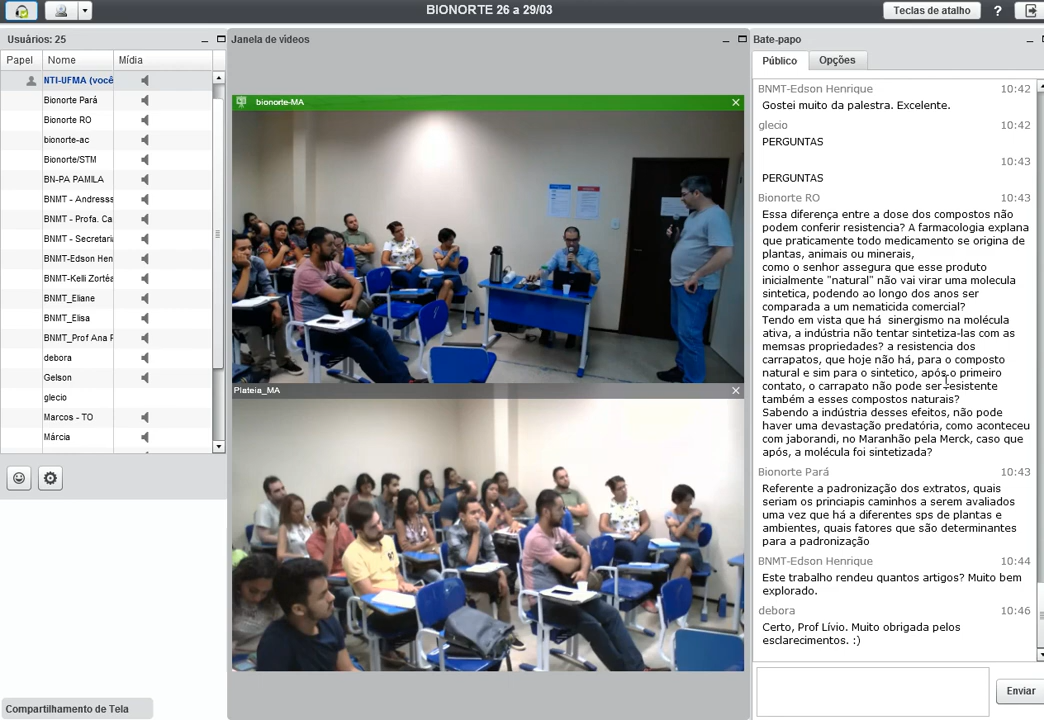 BIONORTE 26 a 29/03
Teclas de atalho
?
Usuários: 25
Papel Nome Mídia
NTI-UFMA (você
Bionorte Pará
Bionorte RO
bionorte-ac
Bionorte/STM
BN-PA PAMILA
BNMT - Andresss
BNMT - Profa. Ca
BNMT - Secretari
BNMT-Edson Hen
BNMT-Kelli Zortéa
BNMT_Eliane
BNMT_Elisa
BNMT_Prof Ana F
debora
Gelson
glecio
Marcos - TO
Márcia
Compartilhamento de Tela
Janela de vídeos
bionorte-MA
Plateia_MA
Bate-papo
Público Opções
BNMT-Edson Henrique 10:42
Gostei muito da palestra. Excelente.
glecio 10:42
PERGUNTAS
10:43
PERGUNTAS
Bionorte RO 10:43
Essa diferença entre a dose dos compostos não
podem conferir resistencia? A farmacologia explana
que praticamente todo medicamento se origina de
plantas, animais ou minerais,
como o senhor assegura que esse produto
inicialmente "natural" não vai virar uma molecula
sintetica, podendo ao longo dos anos ser
comparada a um nematicida comercial?
Tendo em vista que há sinergismo na molécula
ativa, a indústria não tentar sintetiza-las com as
memsas propriedades? a resistencia dos
carrapatos, que hoje não há, para o composto
natural e sim para o sintetico, após o primeiro
contato, o carrapato não pode ser resistente
também a esses compostos naturais?
Sabendo a indústria desses efeitos, não pode
haver uma devastação predatória, como aconteceu
com jaborandi, no Maranhão pela Merck, caso que
após, a molécula foi sintetizada?
Bionorte Pará 10:43
Referente a padronização dos extratos, quais
seriam os princiapis caminhos a serem avaliados
uma vez que há a diferentes sps de plantas e
ambientes, quais fatores que são determinantes
para a padronização
BNMT-Edson Henrique 10:44
Este trabalho rendeu quantos artigos? Muito bem
explorado.
debora 10:46
Certo, Prof Lívio. Muito obrigada pelos
esclarecimentos. :)
Enviar